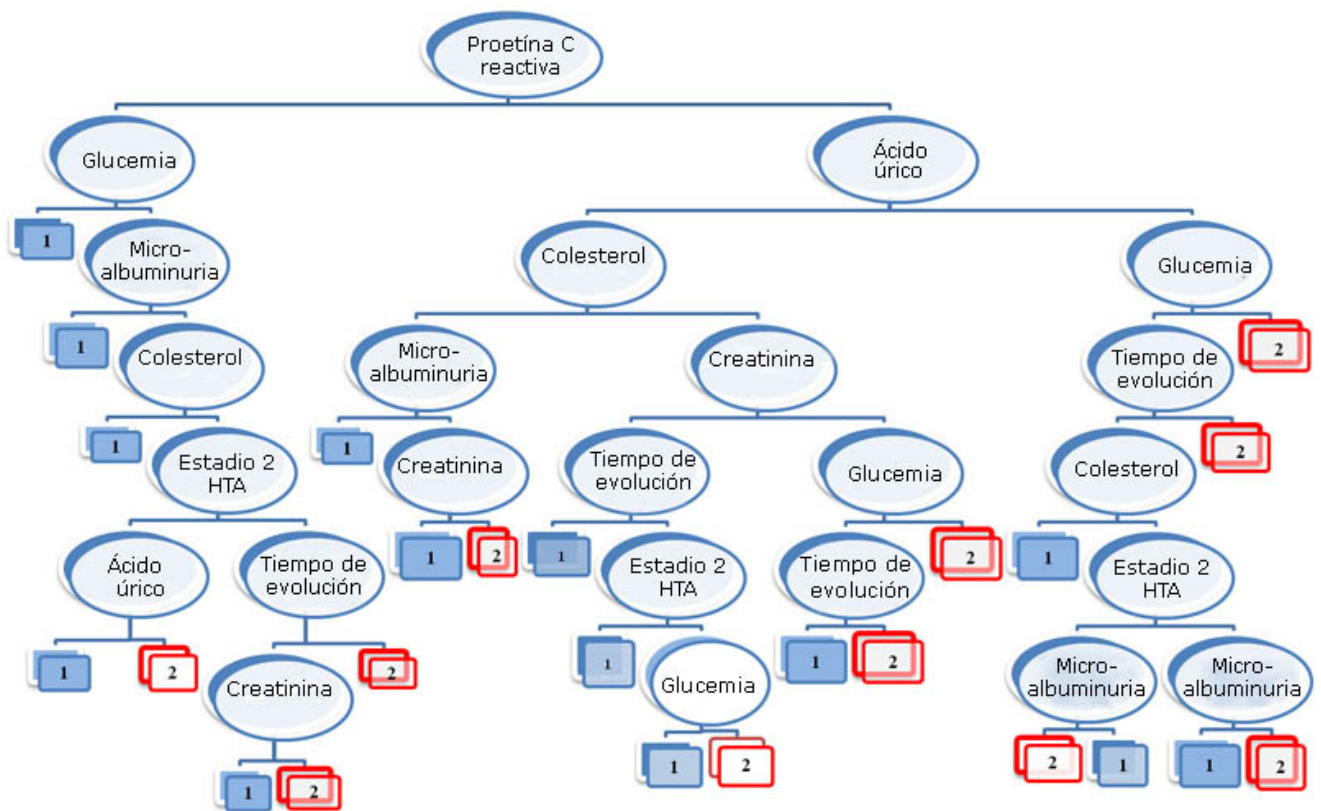 Proetína C
reactiva
Glucemia
Ácido
úrico
1
Micro-
albuminuria
Colesterol
Glucemia
1
Colesterol
Micro-
albuminuria
Creatinina
Tiempo de
evolución
2
1
Estadio 2
HTA
1
Creatinina
Tiempo de
evolución
Glucemia
Colesterol
2
Ácido
úrico
Tiempo de
evolución
1
2
1
Estadio 2
HTA
Tiempo de
evolución
2
1
Estadio 2
HTA
1
2
Creatinina
2
1
Glucemia
1
2
Micro-
albuminuria
Micro-
albuminuria
1
2
1
2
2
1
1
2